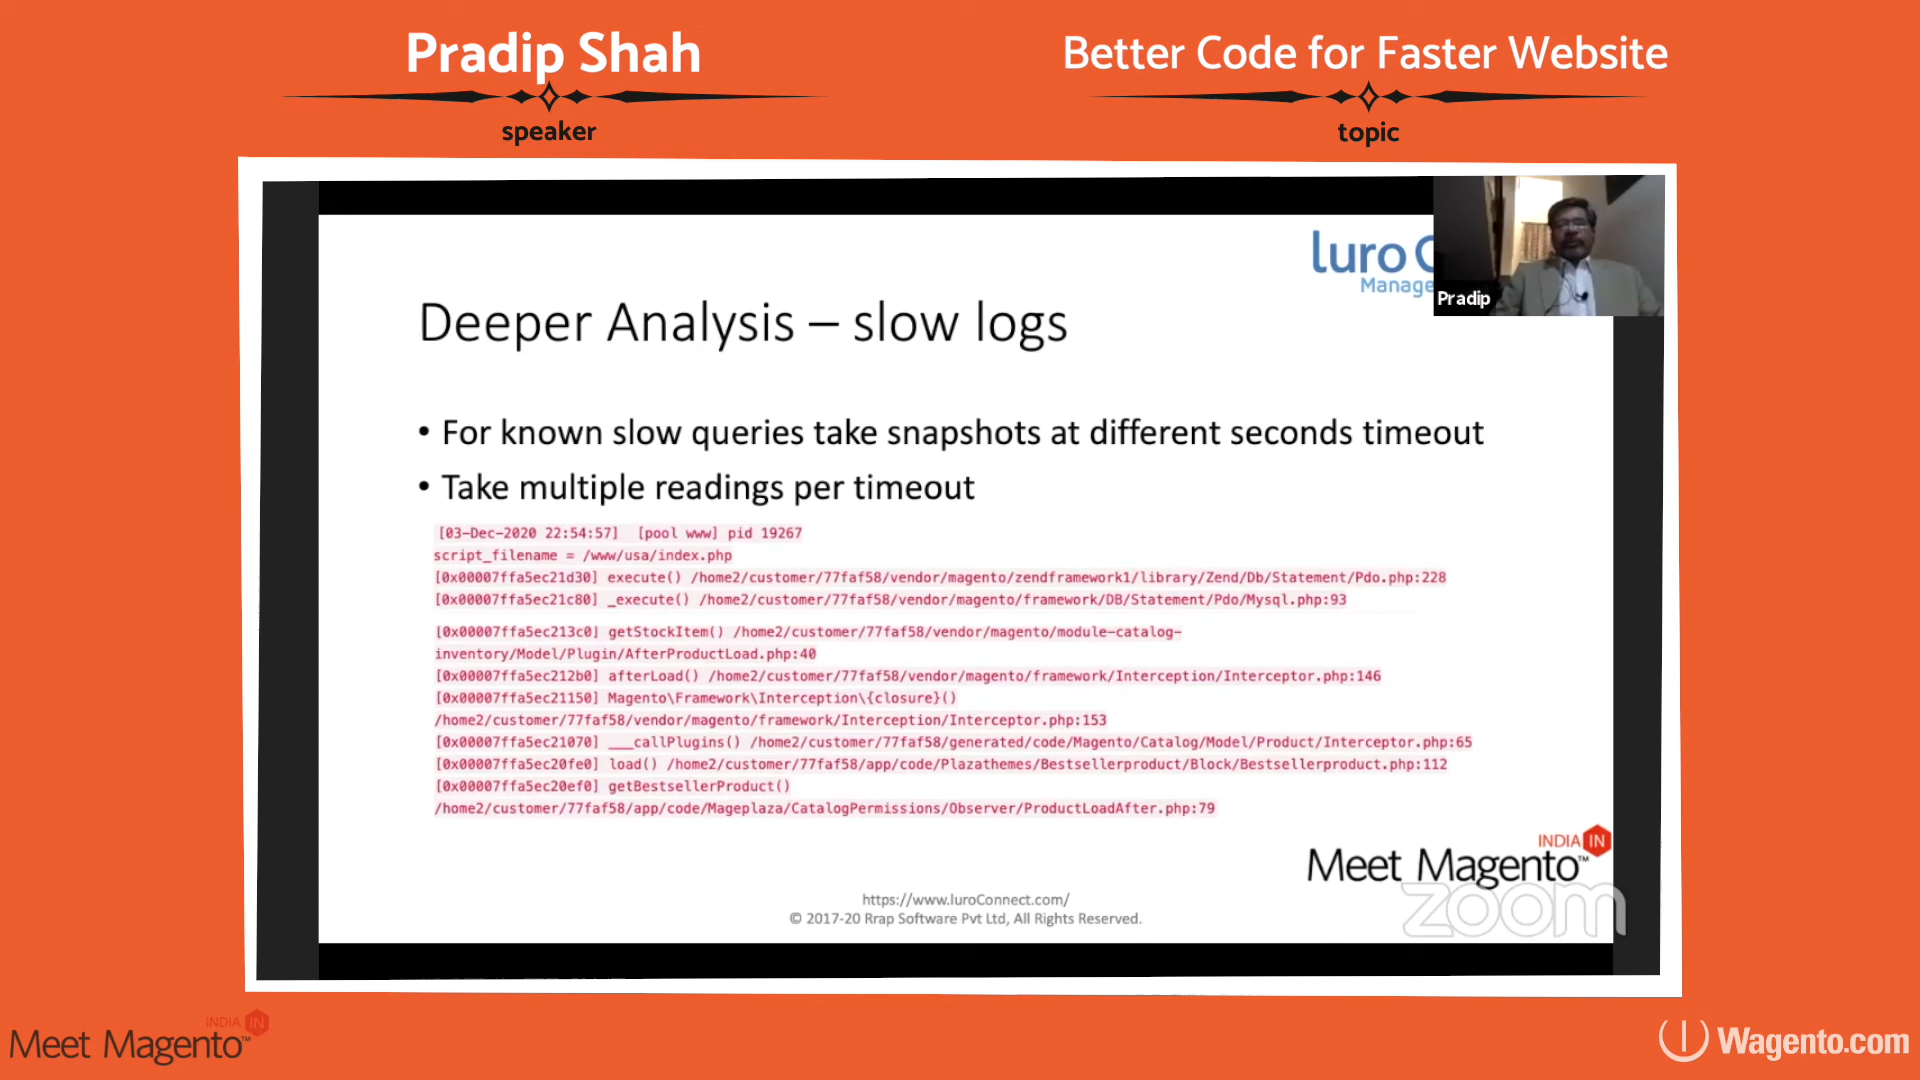 Pradip Shah
speaker
Better Code for Faster Website
topic
luro
Manage
Pradip
Deeper Analysis – slow logs
• For known slow queries take snapshots at different seconds timeout
• Take multiple readings per timeout
[03-Dec-2020 22:54:57]  [pool www] pid 19267
script_filename = /www/usa/index.php
[0x00007ffa5ec21d30] execute() /home2/customer/77faf58/vendor/magento/zendframework1/library/Zend/Db/Statement/Pdo.php:228
[0x00007ffa5ec21c80] _execute() /home2/customer/77faf58/vendor/magento/framework/DB/Statement/Pdo/Mysql.php:93
[0x00007ffa5ec213c0] getStockItem() /home2/customer/77faf58/vendor/magento/module-catalog-
inventory/Model/Plugin/AfterProductLoad.php:40
[0x00007ffa5ec212b0] afterLoad() /home2/customer/77faf58/vendor/magento/framework/Interception/Interceptor.php:146
[0x00007ffa5ec21150] Magento\Framework\Interception\{closure}()
/home2/customer/77faf58/vendor/magento/framework/Interception/Interceptor.php:153
[0x00007ffa5ec21070] ___callPlugins() /home2/customer/77faf58/generated/code/Magento/Catalog/Model/Product/Interceptor.php:65
[0x00007ffa5ec20fe0] load() /home2/customer/77faf58/app/code/Plazathemes/Bestsellerproduct/Block/Bestsellerproduct.php:112
[0x00007ffa5ec20ef0] getBestsellerProduct()
/home2/customer/77faf58/app/code/Mageplaza/CatalogPermissions/Observer/ProductLoadAfter.php:79
INDIA IN
Meet Magento™
zoom
https://www.luroConnect.com/
© 2017-20 Rrap Software Pvt Ltd, All Rights Reserved.
INDIA IN
Meet Magento™
Wagento.com